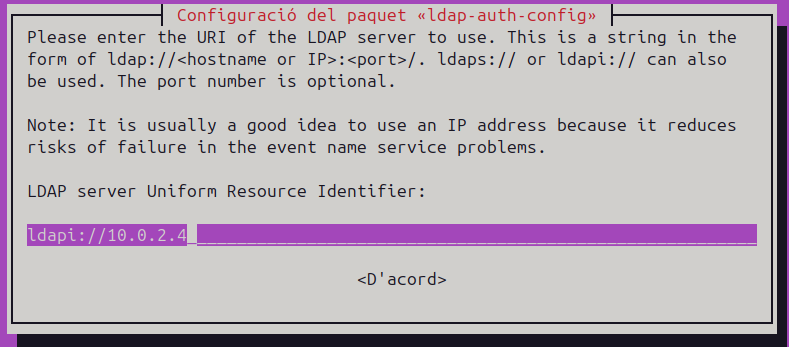 Configuració del paquet «ldap-auth-config»
Please enter the URI of the LDAP server to use. This is a string in the
form of ldap://<hostname or IP>:<port>/. ldaps:// or ldapi:// can also
be used. The port number is optional.
Note: It is usually a good idea to use an IP address because it reduces
risks of failure in the event name service problems.
LDAP server Uniform Resource Identifier:
ldapi://10.0.2.4
<D'acord>